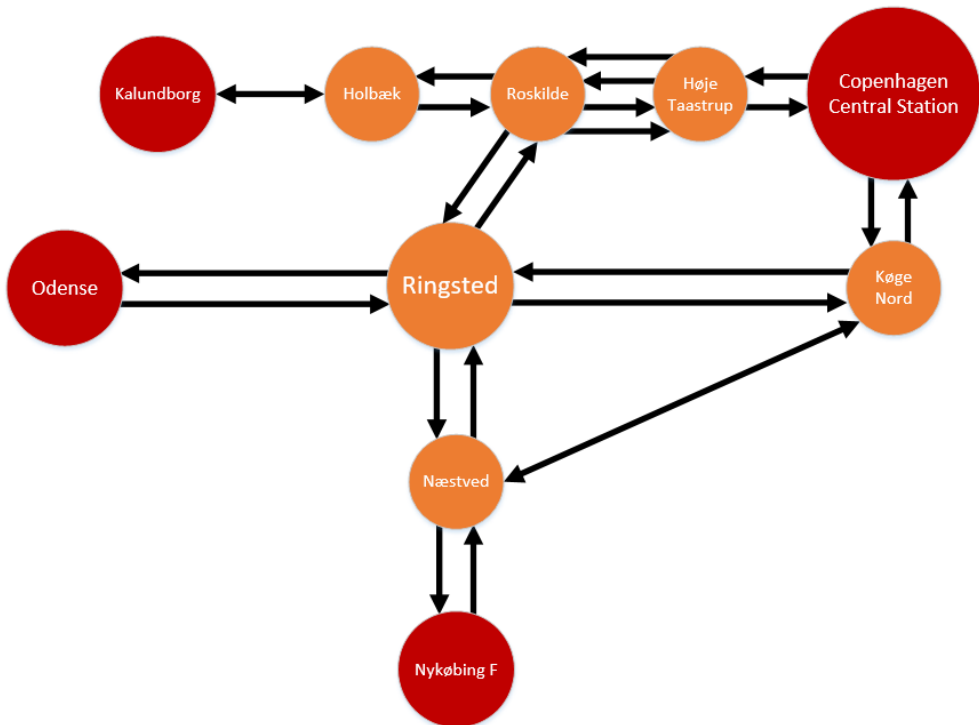 Kalundborg
Holbæk
Roskilde
Høje
Taastrup
Copenhagen
Central Station
Odense
Ringsted
Køge
Nord
Næstved
Nykøbing F